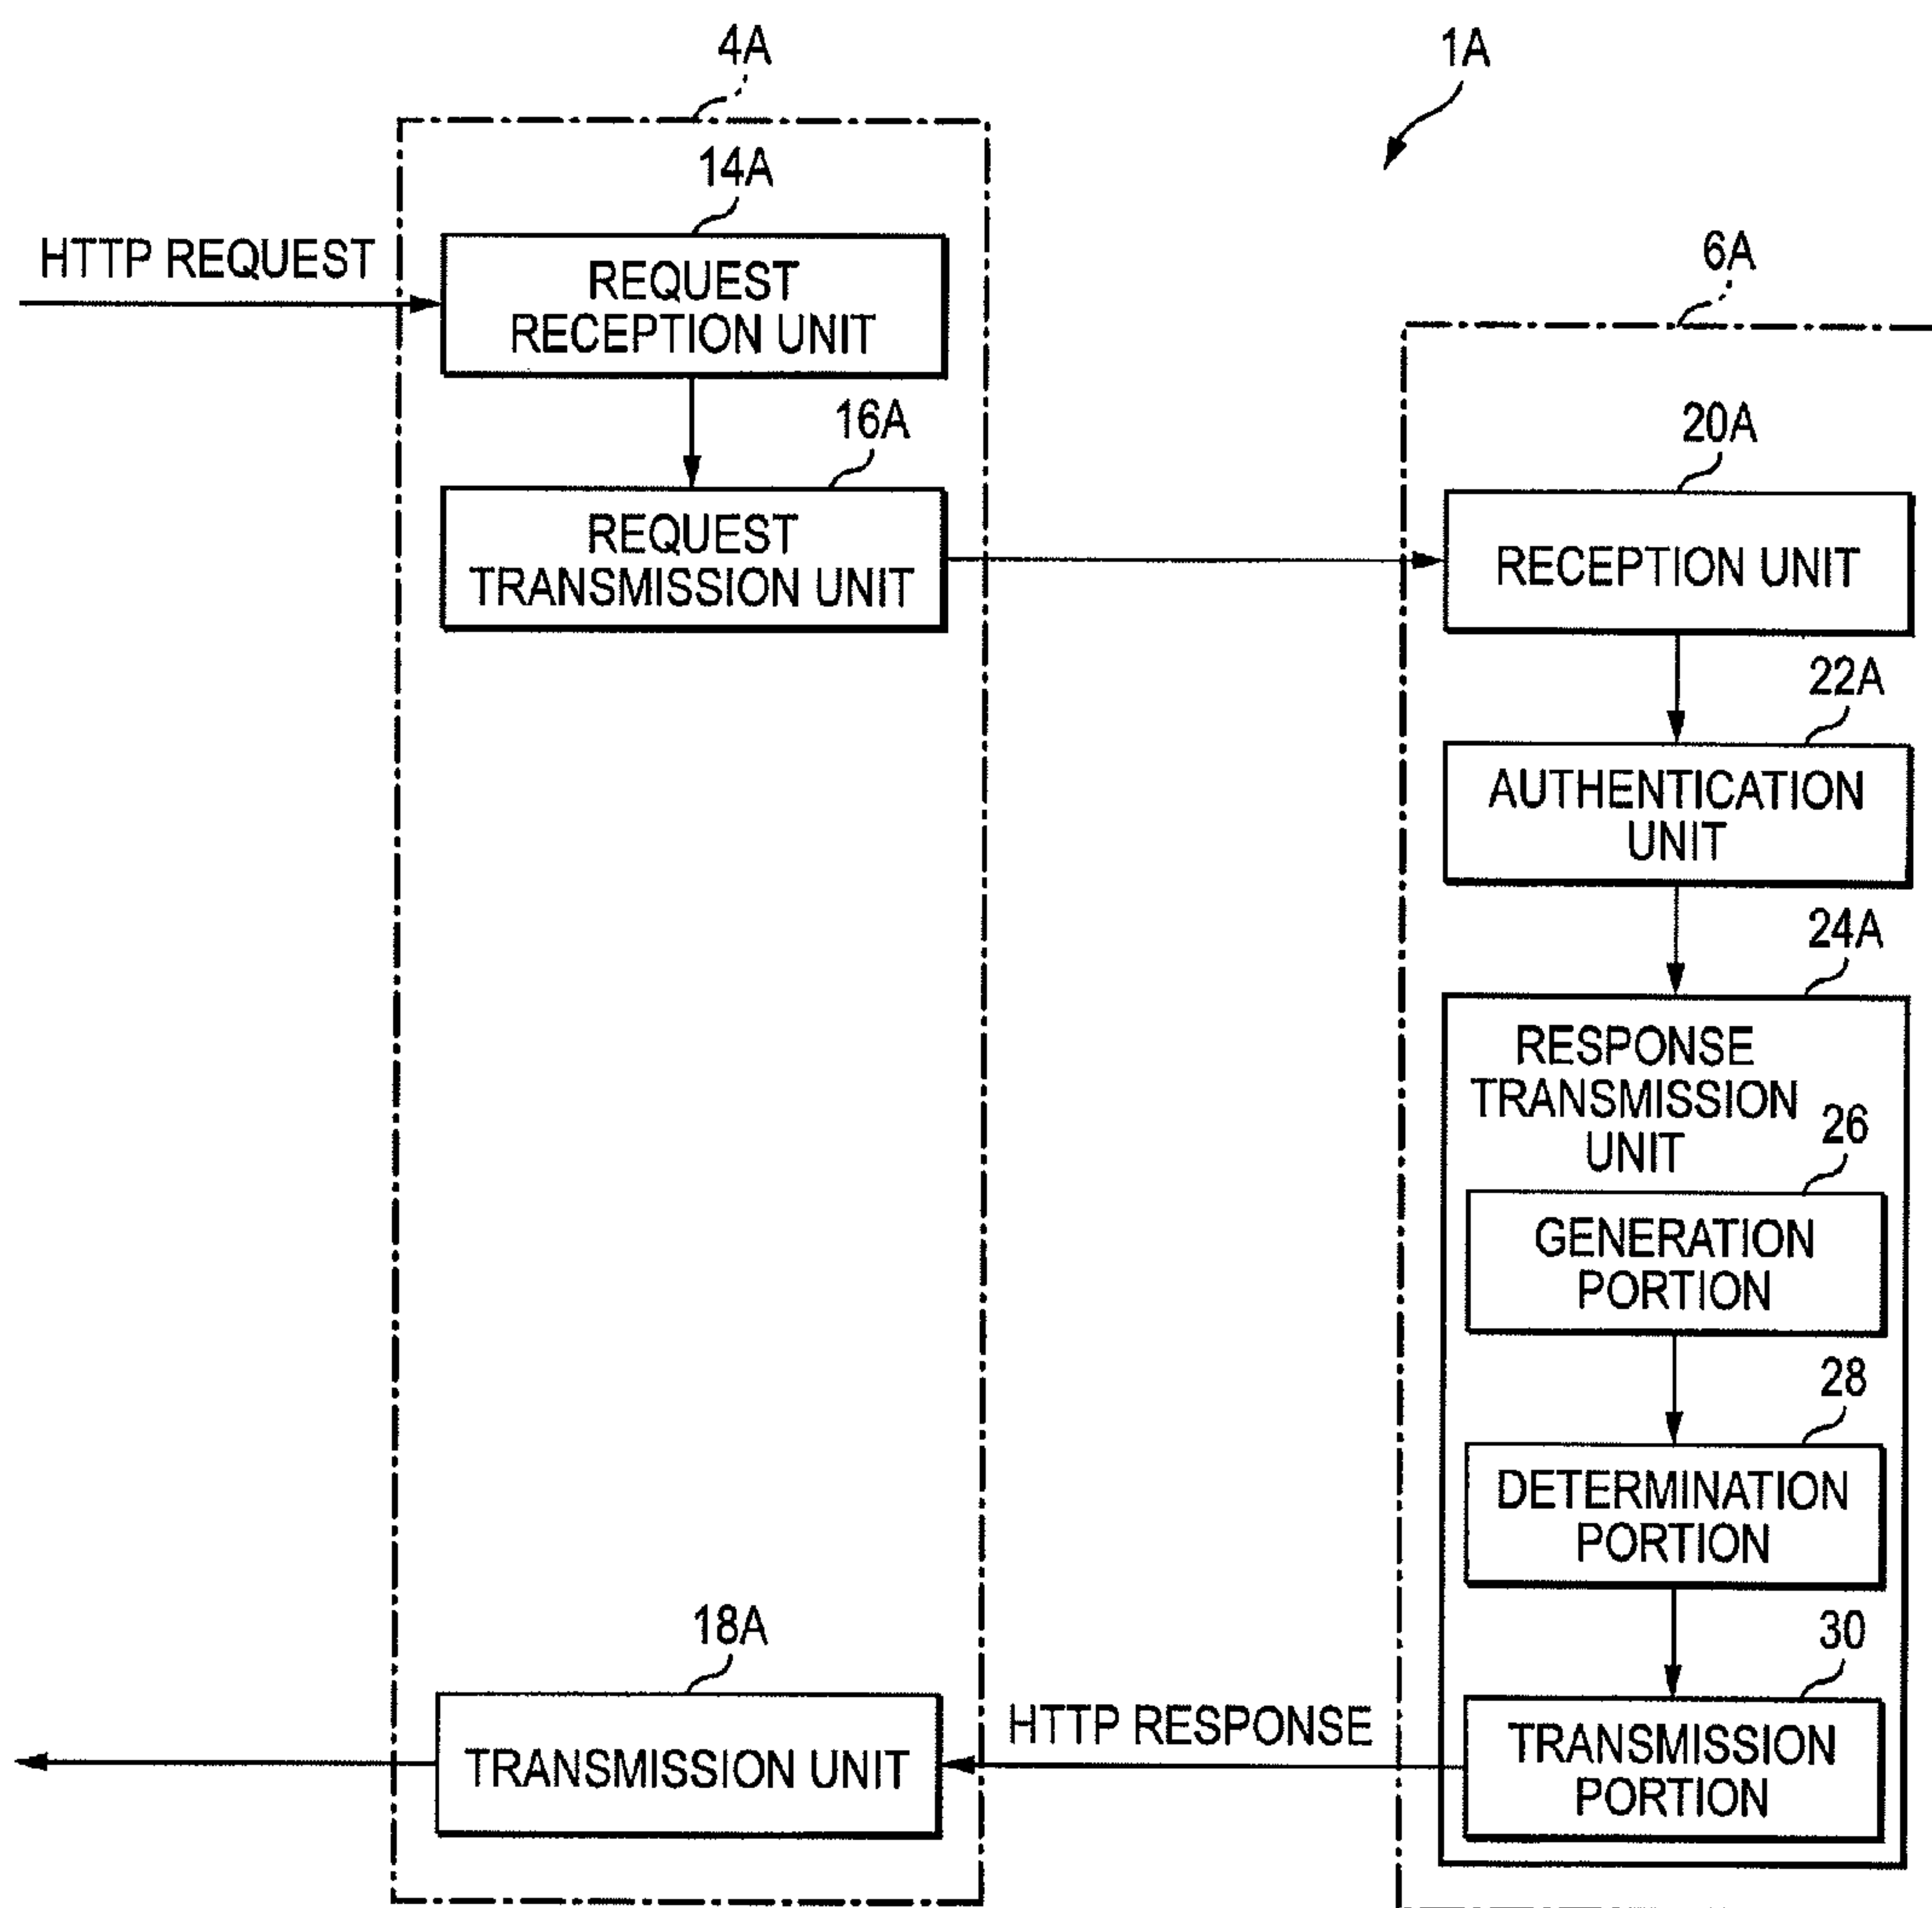 4A
1A
14A
HTTP REQUEST
REQUEST
RECEPTION UNIT
6A
16A
REQUEST
TRANSMISSION UNIT
20A
RECEPTION UNIT
22A
AUTHENTICATION
UNIT
24A
RESPONSE
TRANSMISSION
UNIT
26
GENERATION
PORTION
28
DETERMINATION
PORTION
18A
TRANSMISSION UNIT
HTTP RESPONSE
30
TRANSMISSION
PORTION